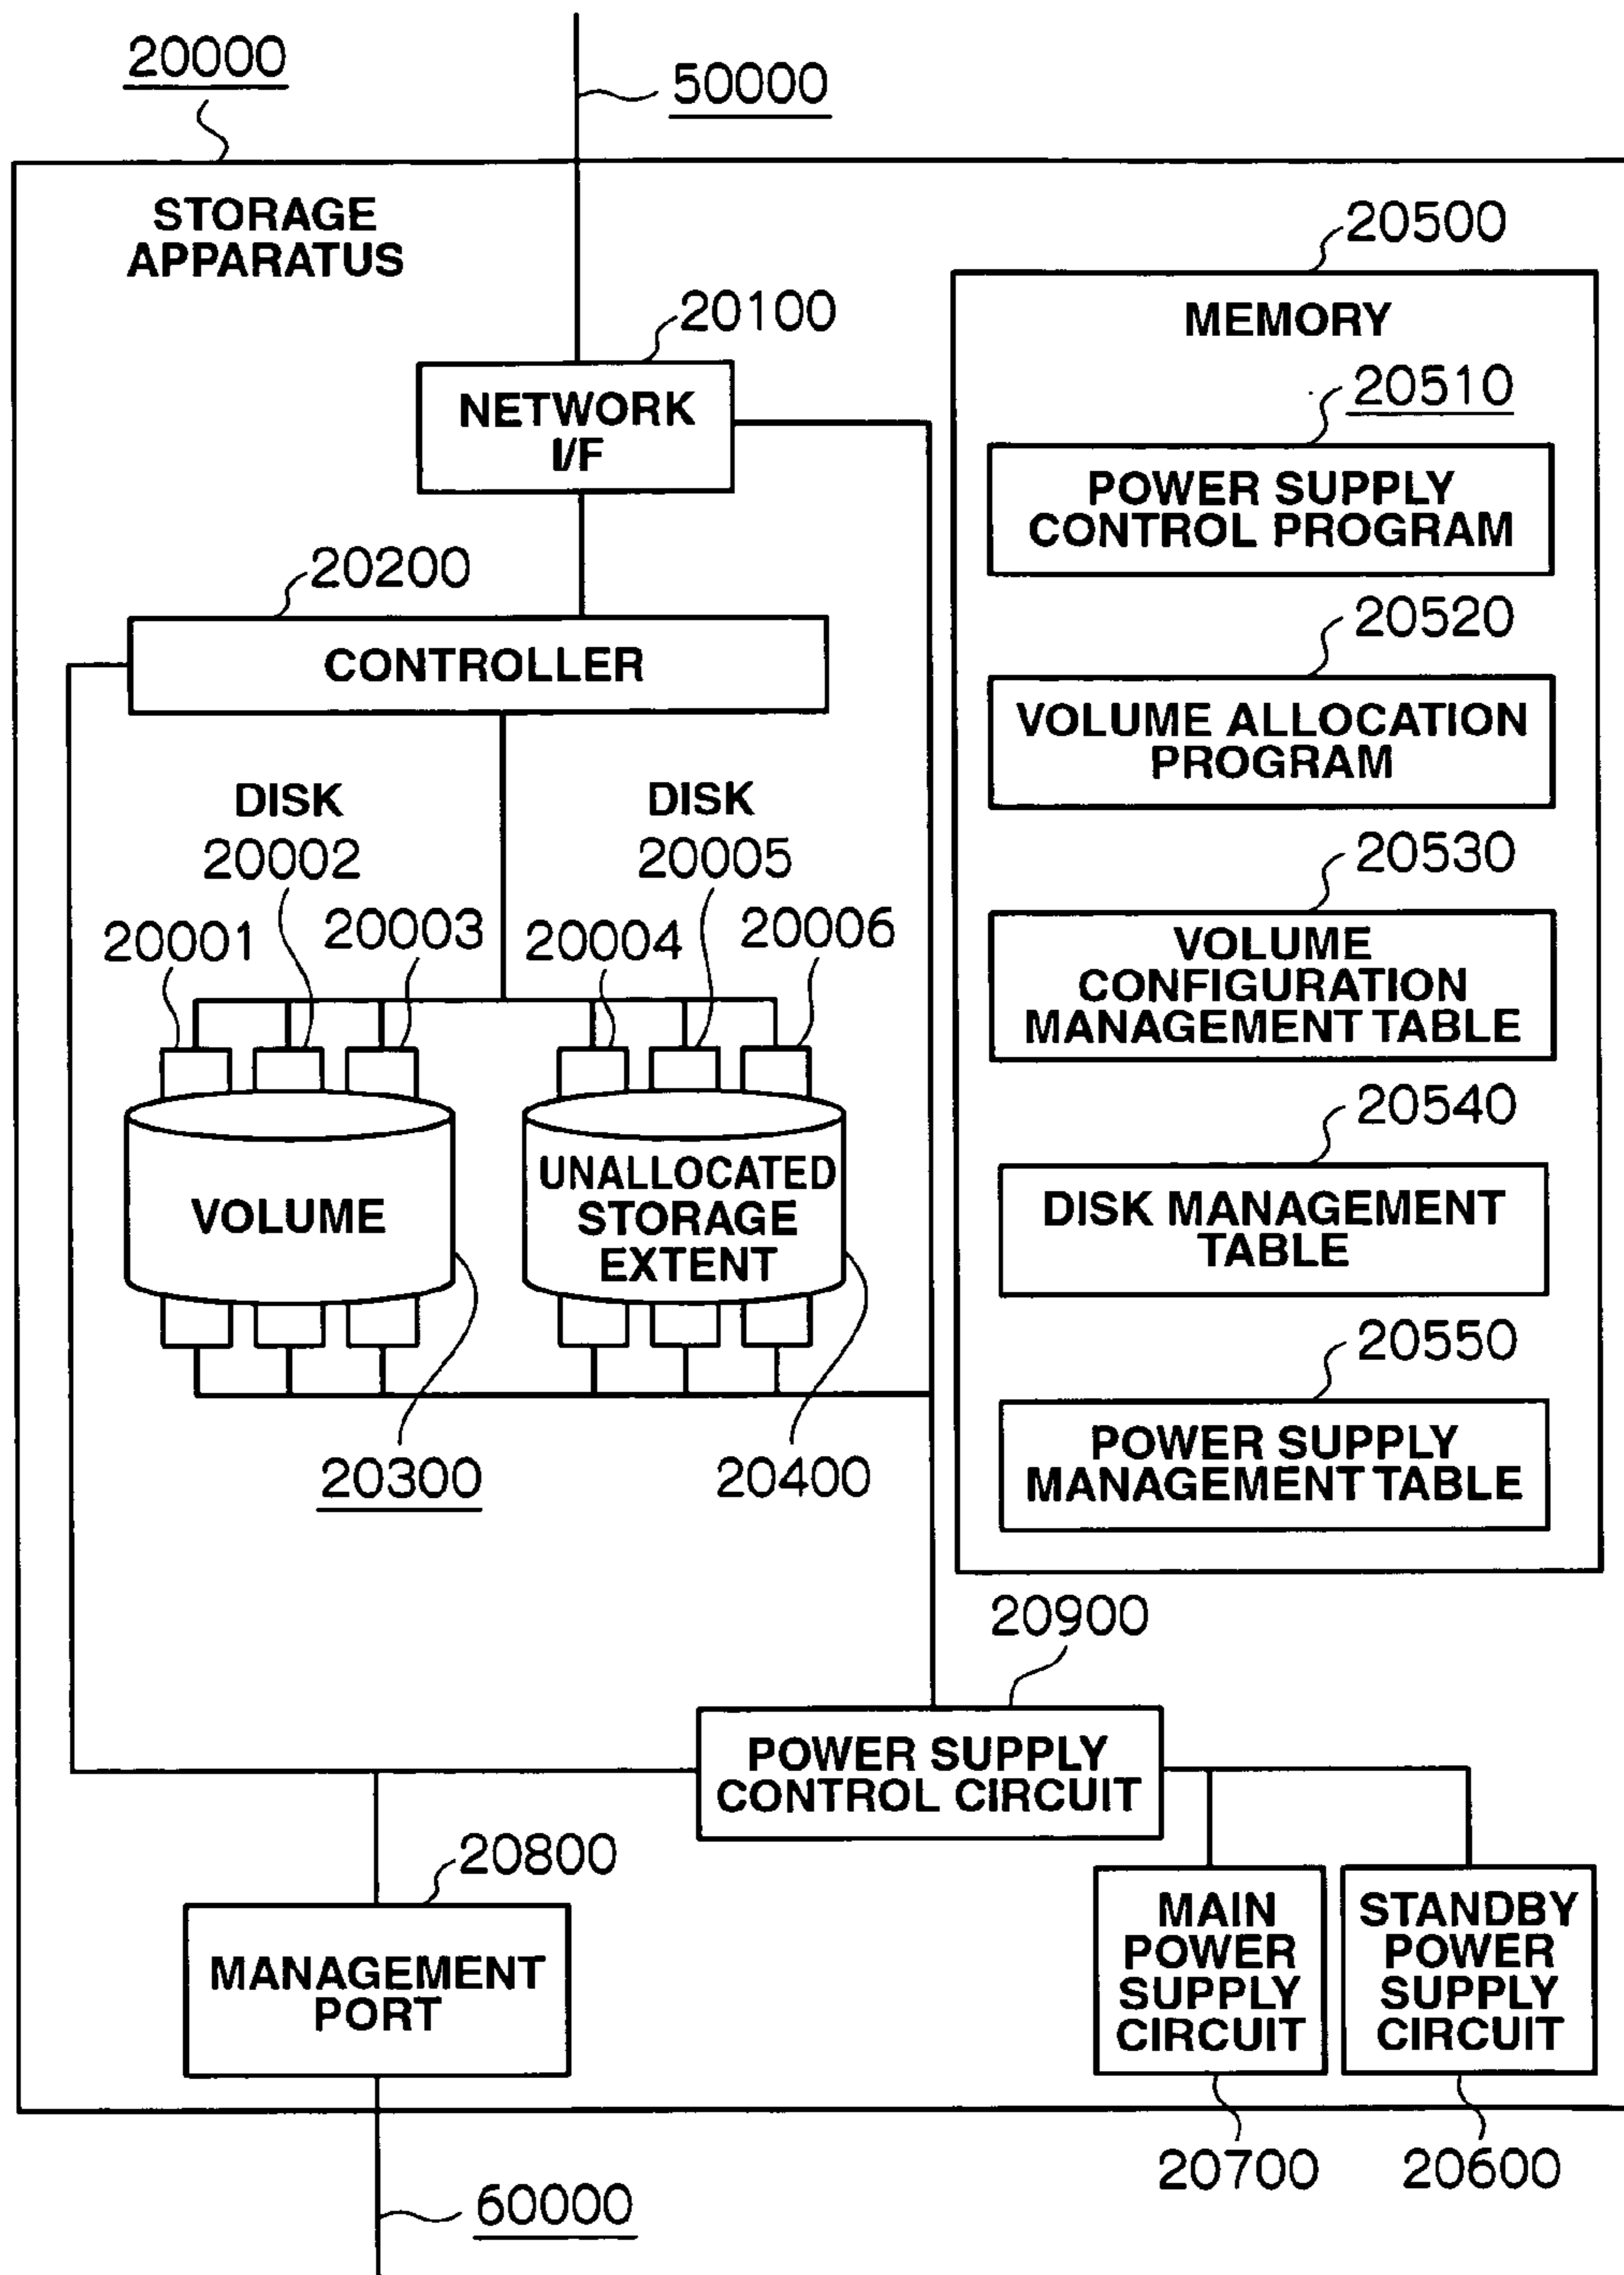 20000
50000
STORAGE
APPARATUS
20500
MEMORY
20100
NETWORK
I/F
20510
POWER SUPPLY
CONTROL PROGRAM
20200
CONTROLLER
20520
VOLUME ALLOCATION
PROGRAM
DISK
20002
DISK
20005
20001
20003
20004
20006
20530
VOLUME
CONFIGURATION
MANAGEMENT TABLE
20540
DISK MANAGEMENT
TABLE
VOLUME
UNALLOCATED
STORAGE
EXTENT
20550
POWER SUPPLY
MANAGEMENT TABLE
20300
20400
20900
POWER SUPPLY
CONTROL CIRCUIT
20800
MANAGEMENT
PORT
MAIN
POWER
SUPPLY
CIRCUIT
STANDBY
POWER
SUPPLY
CIRCUIT
20700
20600
60000